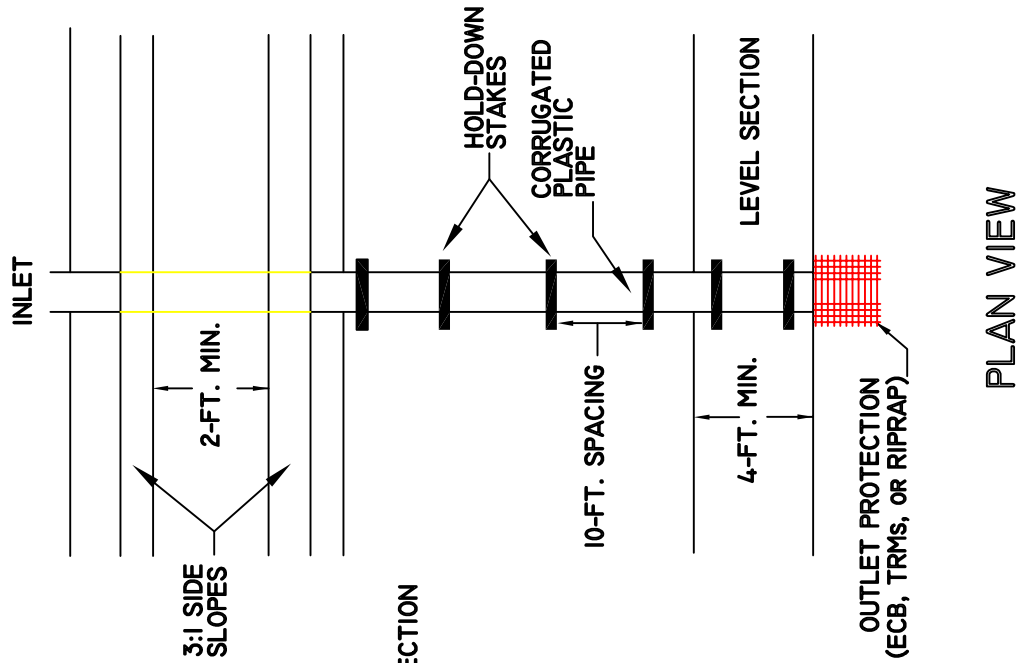 INLET
3:1 SIDE
SLOPES
2-FT. MIN.
HOLD-DOWN
STAKES
CORRUGATED
PLASTIC
PIPE
10-FT. SPACING
LEVEL SECTION
4-FT. MIN.
OUTLET PROTECTION
(ECB, TRMs, OR RIPRAP)
ECTION
PLAN VIEW